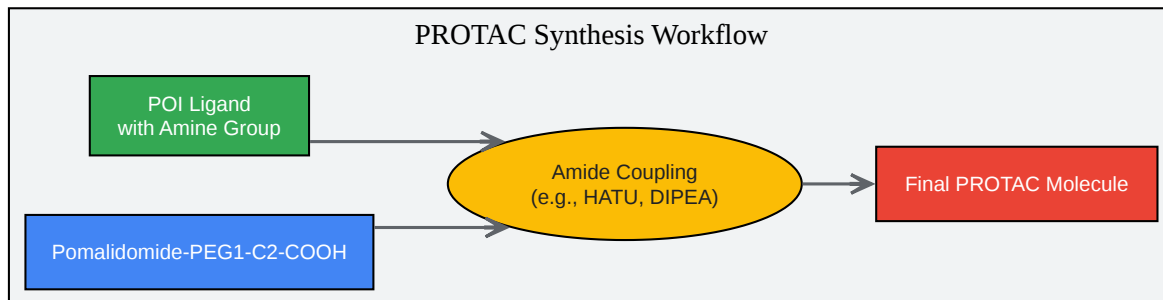 PROTAC Synthesis Workflow
POI Ligand
with Amine Group
Amide Coupling
(e.g., HATU, DIPEA)
Final PROTAC Molecule
Pomalidomide-PEG1-C2-COOH